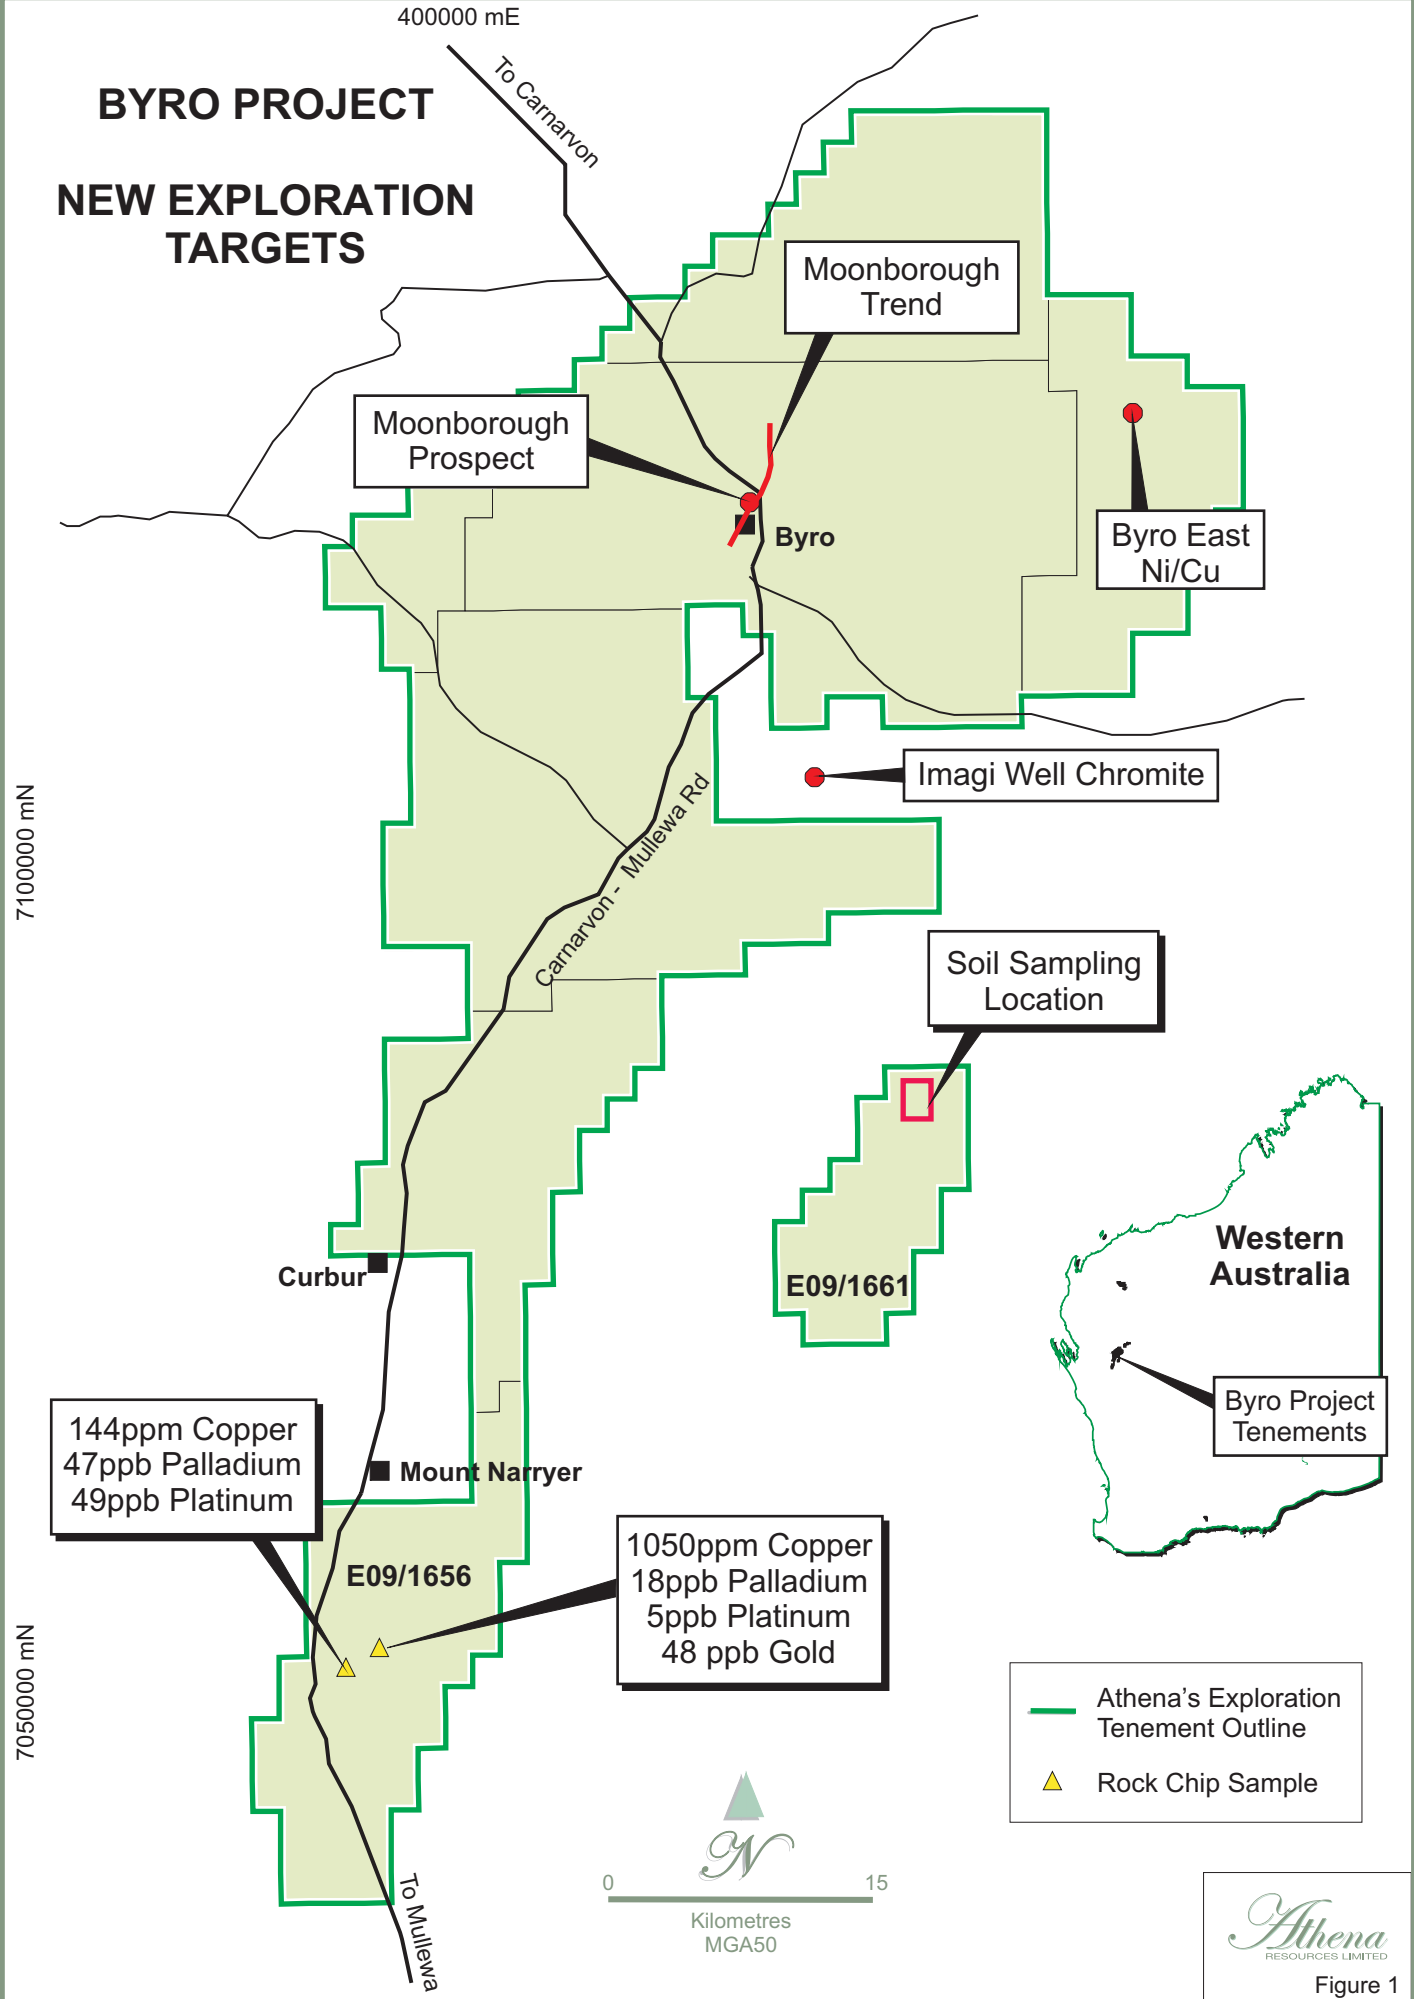 400000 mE
To Carnarvon
BYRO PROJECT
NEW EXPLORATION
TARGETS
Moonborough
Trend
Moonborough
Prospect
Byro
Byro East
Ni/Cu
Imagi Well Chromite
7100000 mN
Carnarvon - Mullewa Rd
Soil Sampling
Location
Western
Australia
Curbur
E09/1661
Byro Project
Tenements
144ppm Copper
47ppb Palladium
49ppb Platinum
Mount Narryer
1050ppm Copper
18ppb Palladium
5ppb Platinum
48 ppb Gold
E09/1656
7050000 mN
Athena's Exploration
Tenement Outline
Rock Chip Sample
N
0 15
Kilometres
MGA50
To Mullewa
Athena
RESOURCES LIMITED
Figure 1